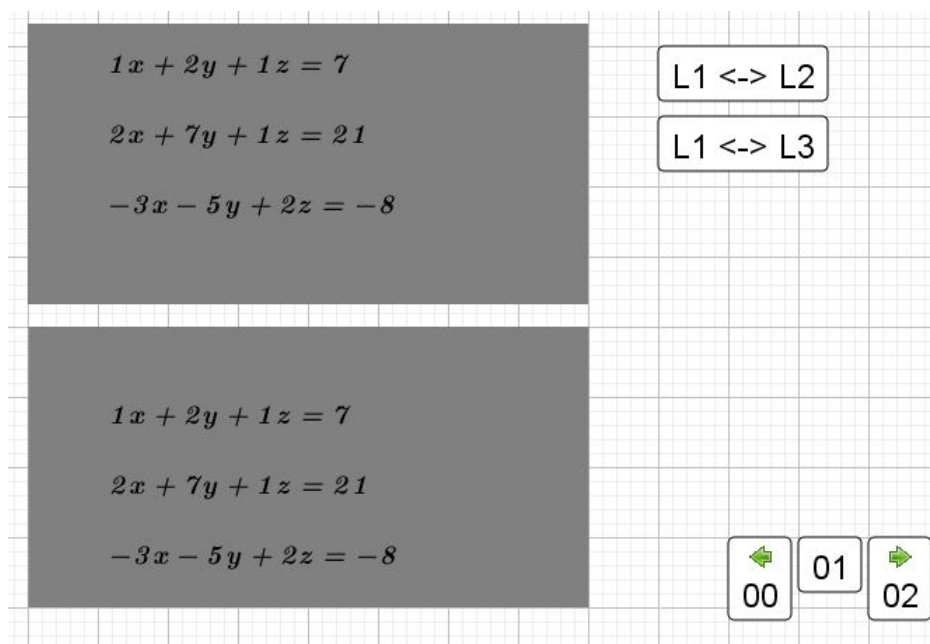 1x + 2y + 1z = 7
2x + 7y + 1z = 21
−3x − 5y + 2z = −8
L1 <-> L2
L1 <-> L3
1x + 2y + 1z = 7
2x + 7y + 1z = 21
−3x − 5y + 2z = −8
00
01
02